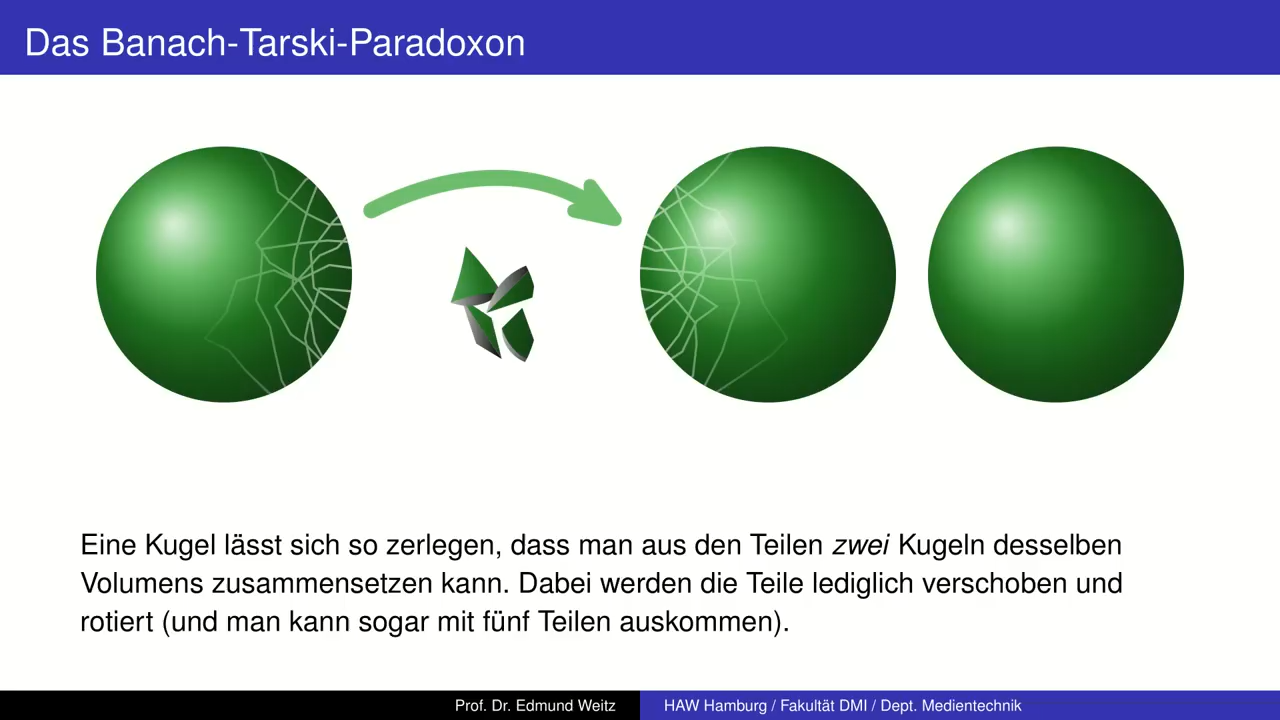 Das Banach-Tarski-Paradoxon
Eine Kugel lässt sich so zerlegen, dass man aus den Teilen zwei Kugeln desselben
Volumens zusammensetzen kann. Dabei werden die Teile lediglich verschoben und
rotiert (und man kann sogar mit fünf Teilen auskommen).
Prof. Dr. Edmund Weitz
HAW Hamburg / Fakultät DMI / Dept. Medientechnik